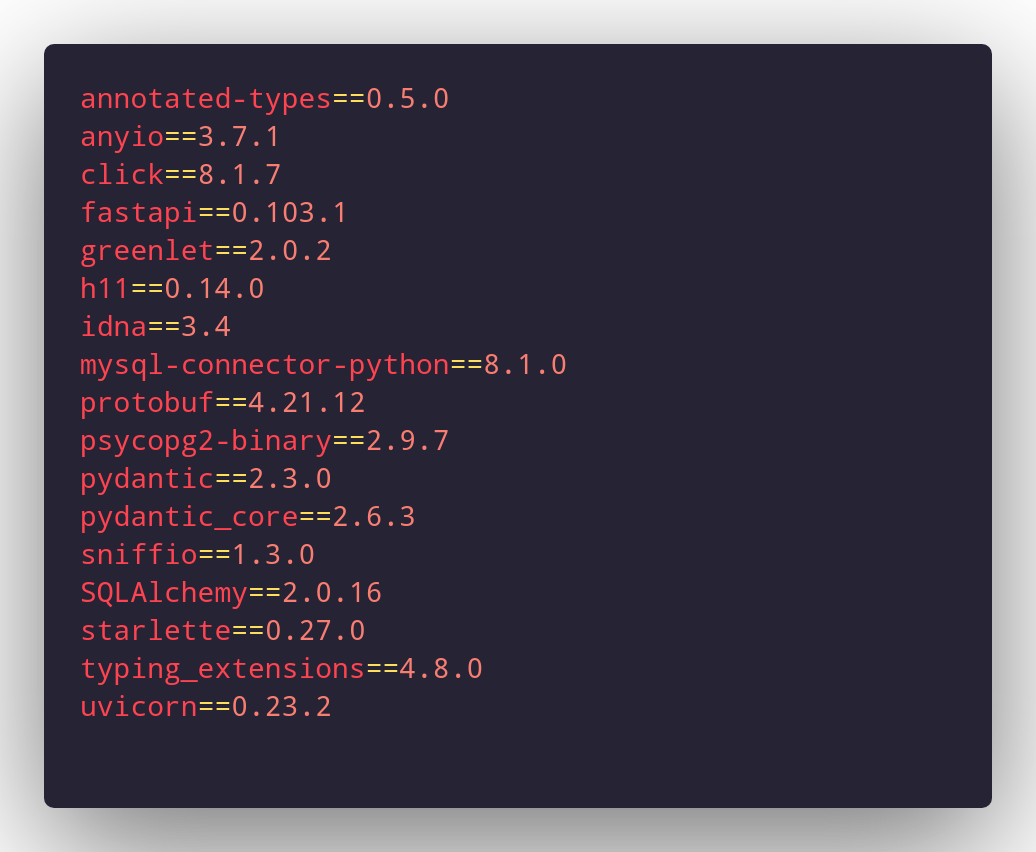 annotated-types==0.5.0
anyio==3.7.1
click==8.1.7
fastapi==0.103.1
greenlet==2.0.2
h11==0.14.0
idna==3.4
mysql-connector-python==8.1.0
protobuf==4.21.12
psycopg2-binary==2.9.7
pydantic==2.3.0
pydantic_core==2.6.3
sniffio==1.3.0
SQLAlchemy==2.0.16
starlette==0.27.0
typing_extensions==4.8.0
uvicorn==0.23.2